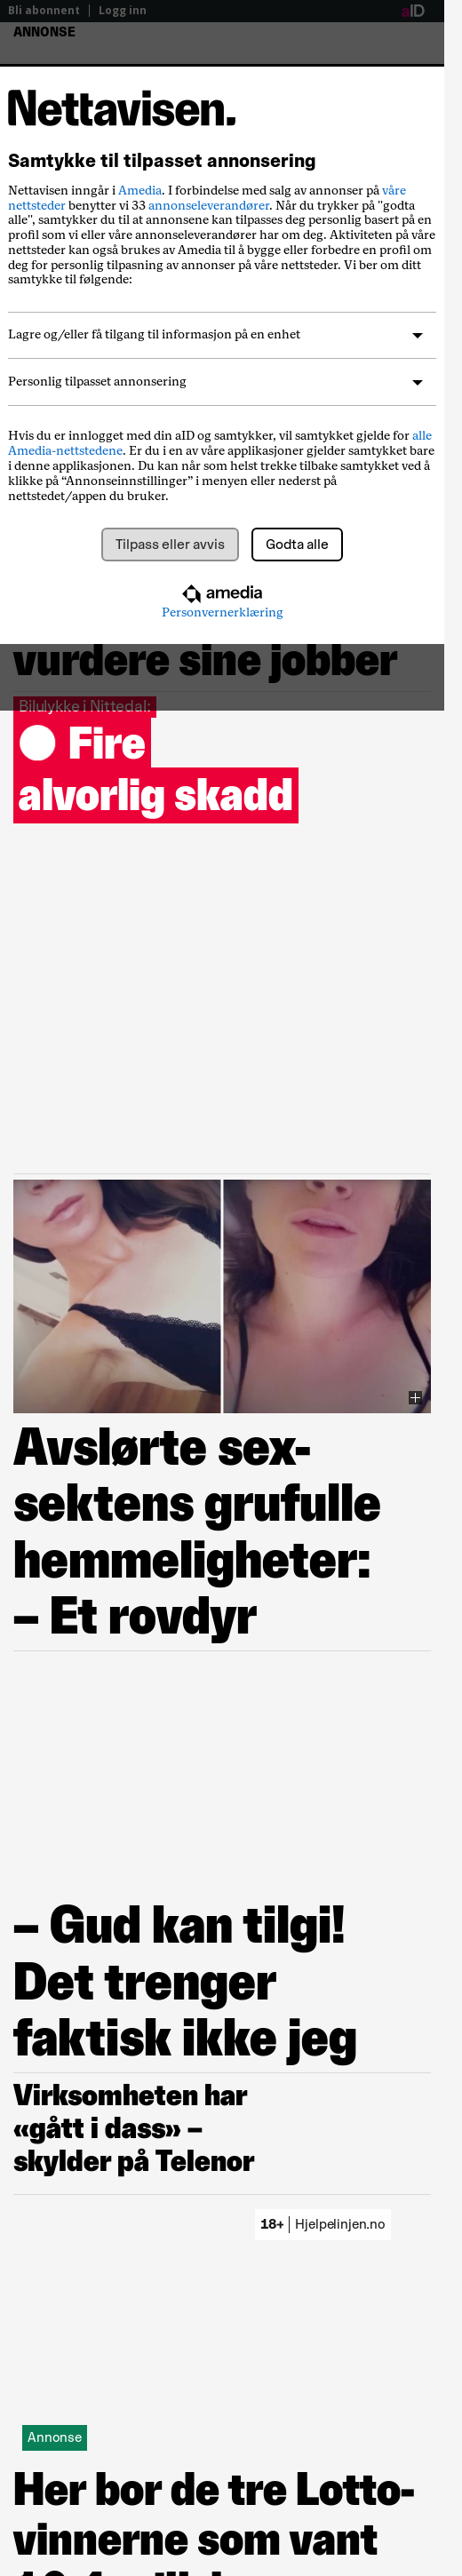 Bli abonnent | Logg inn
aID
ANNONSE
Nettavisen.
Samtykke til tilpasset annonsering
Nettavisen inngår i Amedia. I forbindelse med salg av annonser på våre
nettsteder benytter vi 33 annonseleverandører. Når du trykker på "godta
alle", samtykker du til at annonsene kan tilpasses deg personlig basert på en
profil som vi eller våre annonseleverandører har om deg. Aktiviteten på våre
nettsteder kan også brukes av Amedia til å bygge eller forbedre en profil om
deg for personlig tilpasning av annonser på våre nettsteder. Vi ber om ditt
samtykke til følgende:
Lagre og/eller få tilgang til informasjon på en enhet
Personlig tilpasset annonsering
Hvis du er innlogget med din aID og samtykker, vil samtykket gjelde for alle
Amedia-nettstedene. Er du i en av våre applikasjoner gjelder samtykket bare
i denne applikasjonen. Du kan når som helst trekke tilbake samtykket ved å
klikke på “Annonseinnstillinger” i menyen eller nederst på
nettstedet/appen du bruker.
Tilpass eller avvis
Godta alle
amedia
Personvernerklæring
vurdere sine jobber
Bilulykke i Nittedal:
Fire
alvorlig skadd
Avslørte sex-
sektens grufulle
hemmeligheter:
– Et rovdyr
– Gud kan tilgi!
Det trenger
faktisk ikke jeg
Virksomheten har
«gått i dass» –
skylder på Telenor
18+ | Hjelpelinjen.no
Annonse
Her bor de tre Lotto-
vinnerne som vant